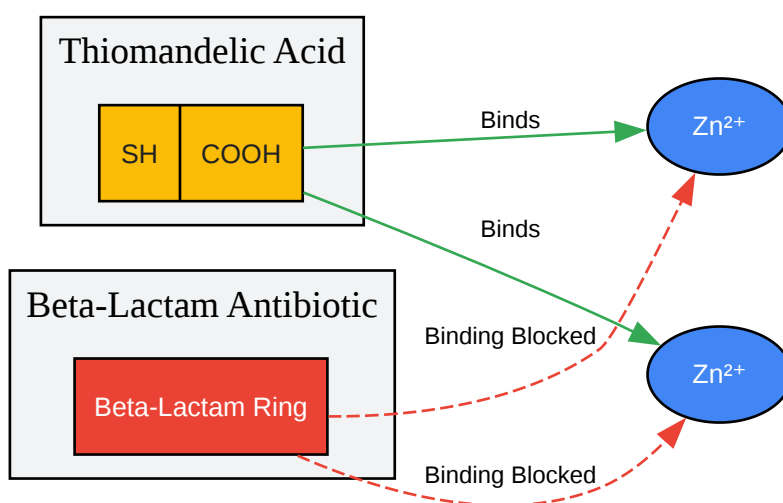 Thiomandelic Acid
SH
COOH
Binds
Zn²⁺
Binds
Beta-Lactam Antibiotic
Binding Blocked
Zn²⁺
Beta-Lactam Ring
Binding Blocked